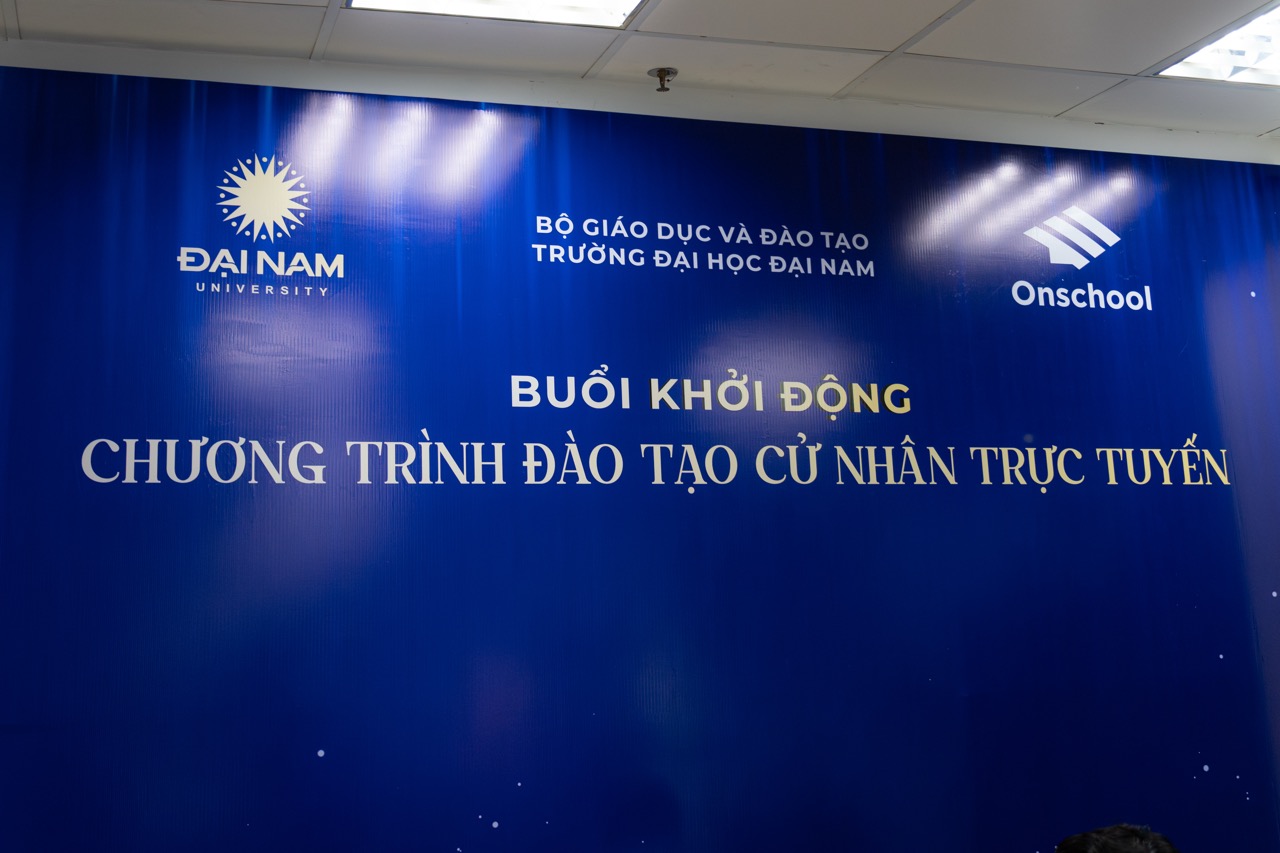 ĐẠI NAM
UNIVERSITY
BỘ GIÁO DỤC VÀ ĐÀO TẠO
TRƯỜNG ĐẠI HỌC ĐẠI NAM
Onschool
BUỔI KHỞI ĐỘNG
CHƯƠNG TRÌNH ĐÀO TẠO CỬ NHÂN TRỰC TUYẾN